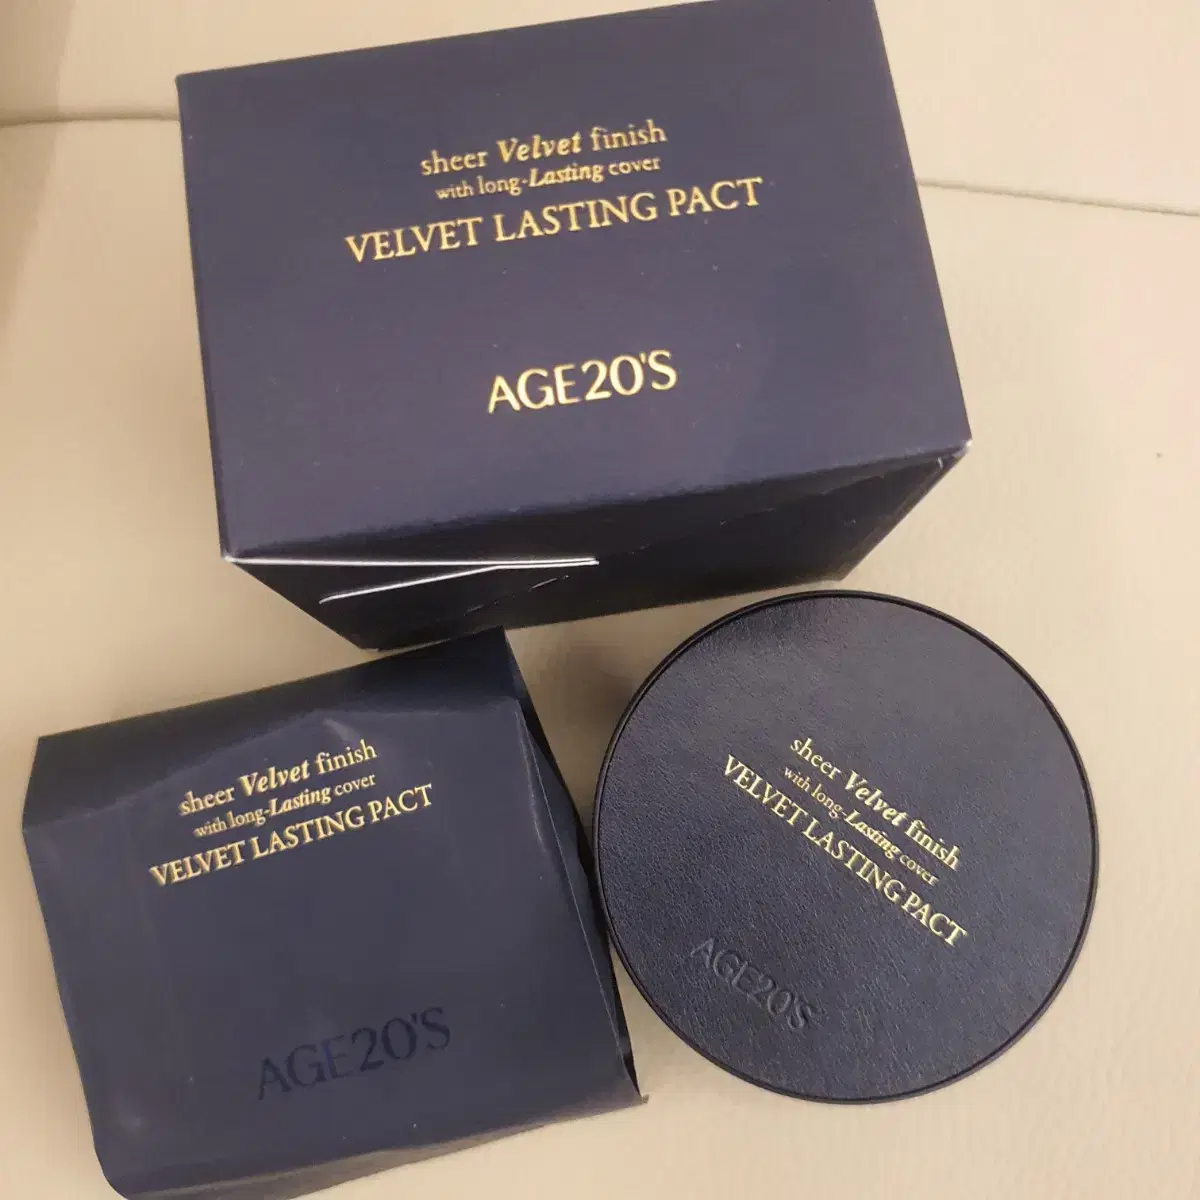 sheer Velvet finish
with long-Lasting cover
VELVET LASTING PACT
AGE20'S
sheer Velvet finish
with long-Lasting cover
VELVET LASTING PACT
AGE20'S
sheer Velvet finish
with long-Lasting cover
VELVET LASTING PACT
AGE20'S